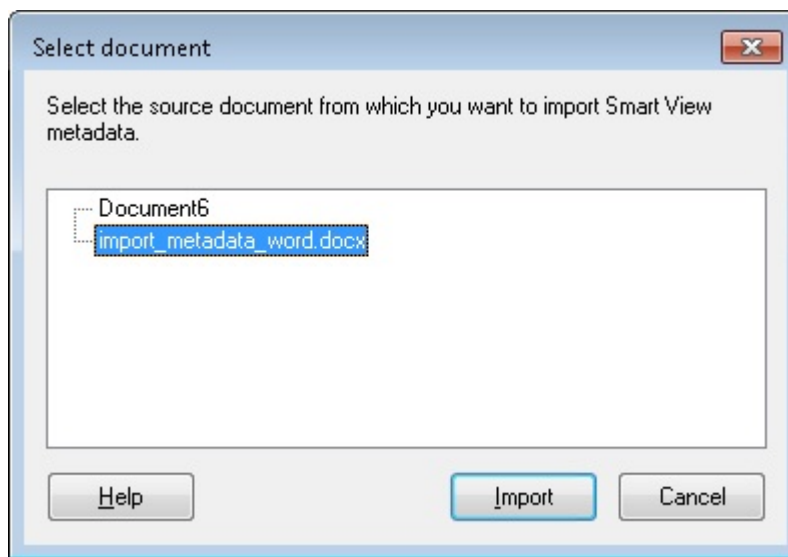 Select document
Select the source document from which you want to import Smart View
metadata.
Document6
import_metadata_word.docx
Help
Import
Cancel